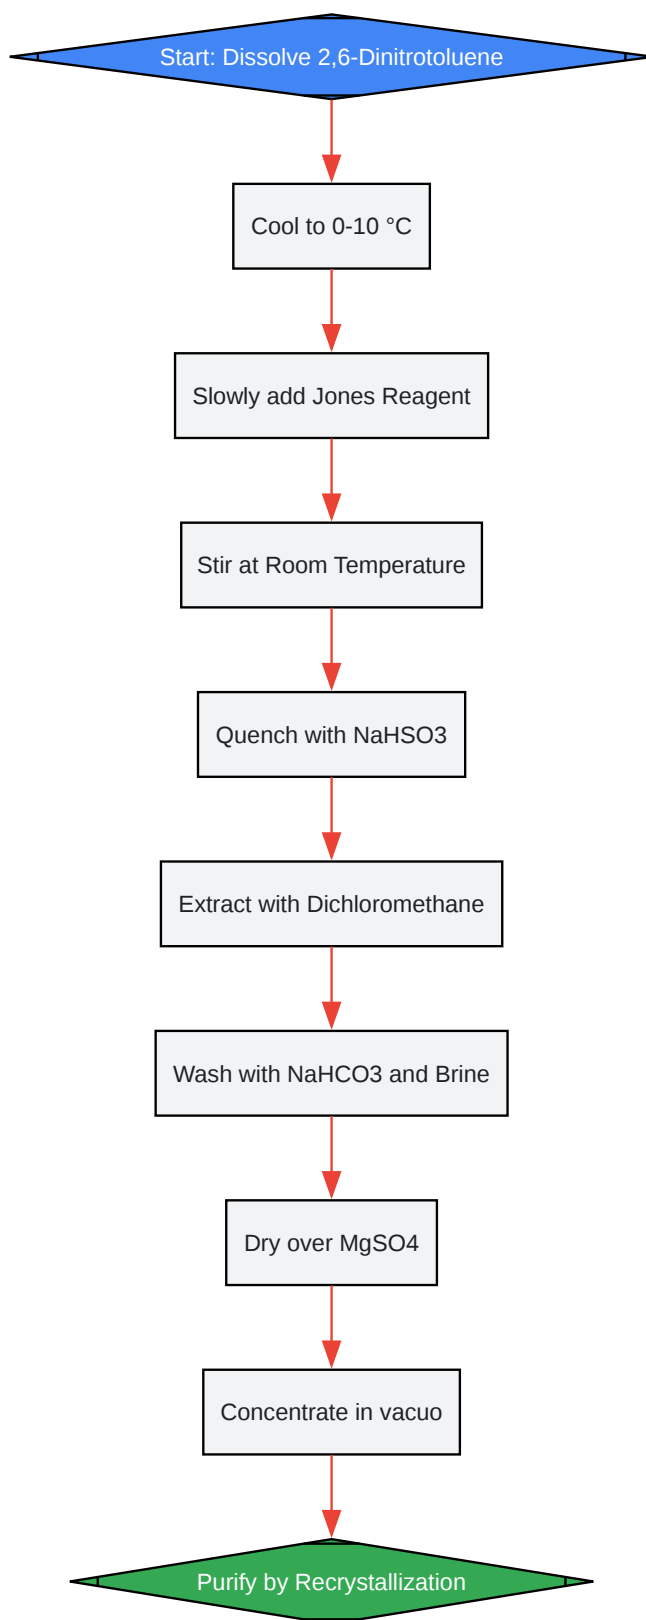 Start: Dissolve 2,6-Dinitrotoluene
Cool to 0-10 °C
Slowly add Jones Reagent
Stir at Room Temperature
Quench with NaHSO3
Extract with Dichloromethane
Wash with NaHCO3 and Brine
Dry over MgSO4
Concentrate in vacuo
Purify by Recrystallization